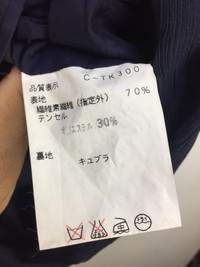 品質表示 C-TK300
表地
繊維素繊維(指定外) 70%
テンセル
ポリエステル 30%
裏地 キュプラ
中